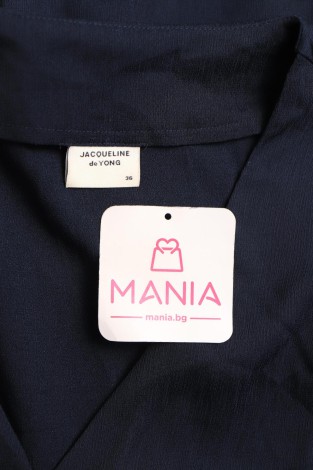 JACQUELINE
de YONG
36
MANIA
mania.bg